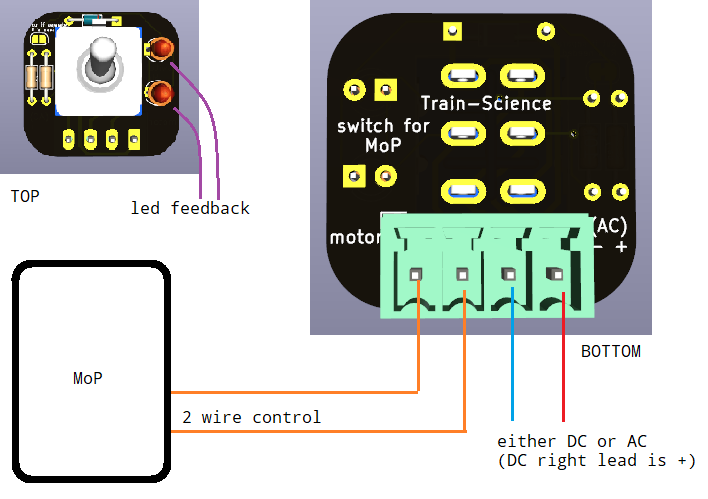 TOP
led feedback
Train-Science
switch for
MoP
motor
(AC)
- +
BOTTOM
MoP
2 wire control
either DC or AC
(DC right lead is +)